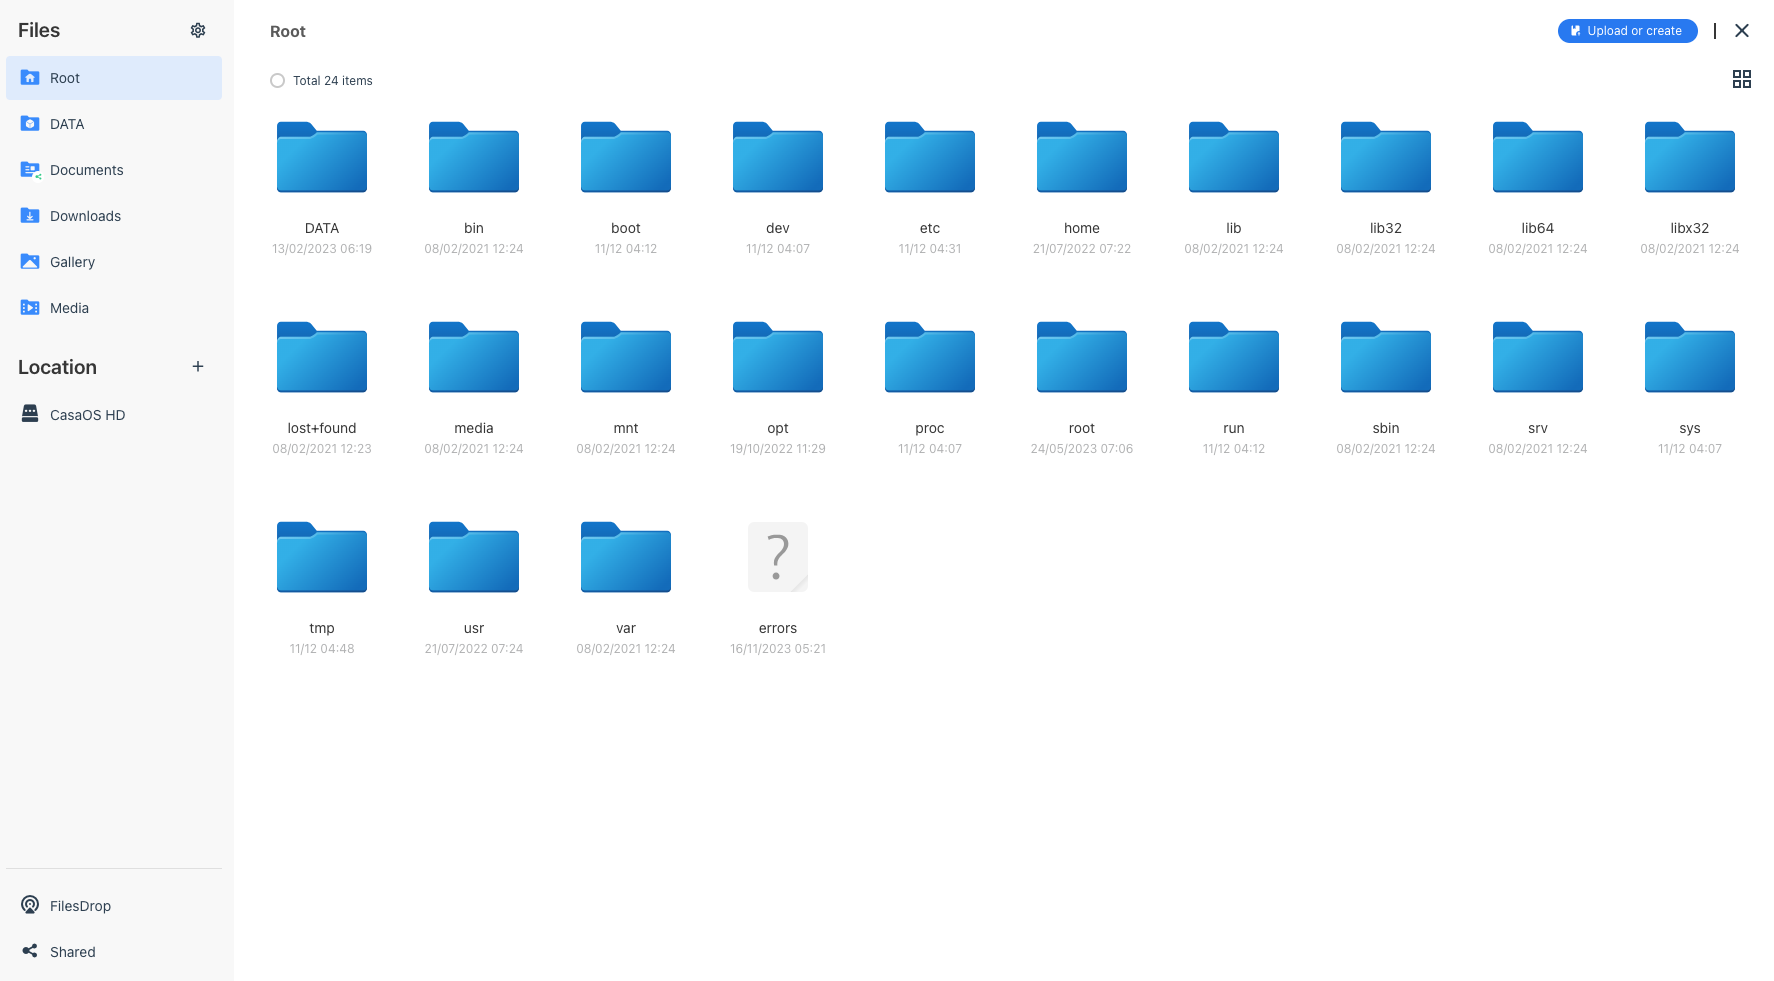 Files
Root
DATA
Documents
Downloads
Gallery
Media
Location
CasaOS HD
FilesDrop
Shared
Root
Upload or create
Total 24 items
DATA bin boot dev etc home lib lib32 lib64 libx32
13/02/2023 06:19 08/02/2021 12:24 11/12 04:12 11/12 04:07 11/12 04:31 21/07/2022 07:22 08/02/2021 12:24 08/02/2021 12:24 08/02/2021 12:24 08/02/2021 12:24
lost+found media mnt opt proc root run sbin srv sys
08/02/2021 12:23 08/02/2021 12:24 08/02/2021 12:24 19/10/2022 11:29 11/12 04:07 24/05/2023 07:06 11/12 04:12 08/02/2021 12:24 08/02/2021 12:24 11/12 04:07
?
tmp usr var errors
11/12 04:48 21/07/2022 07:24 08/02/2021 12:24 16/11/2023 05:21